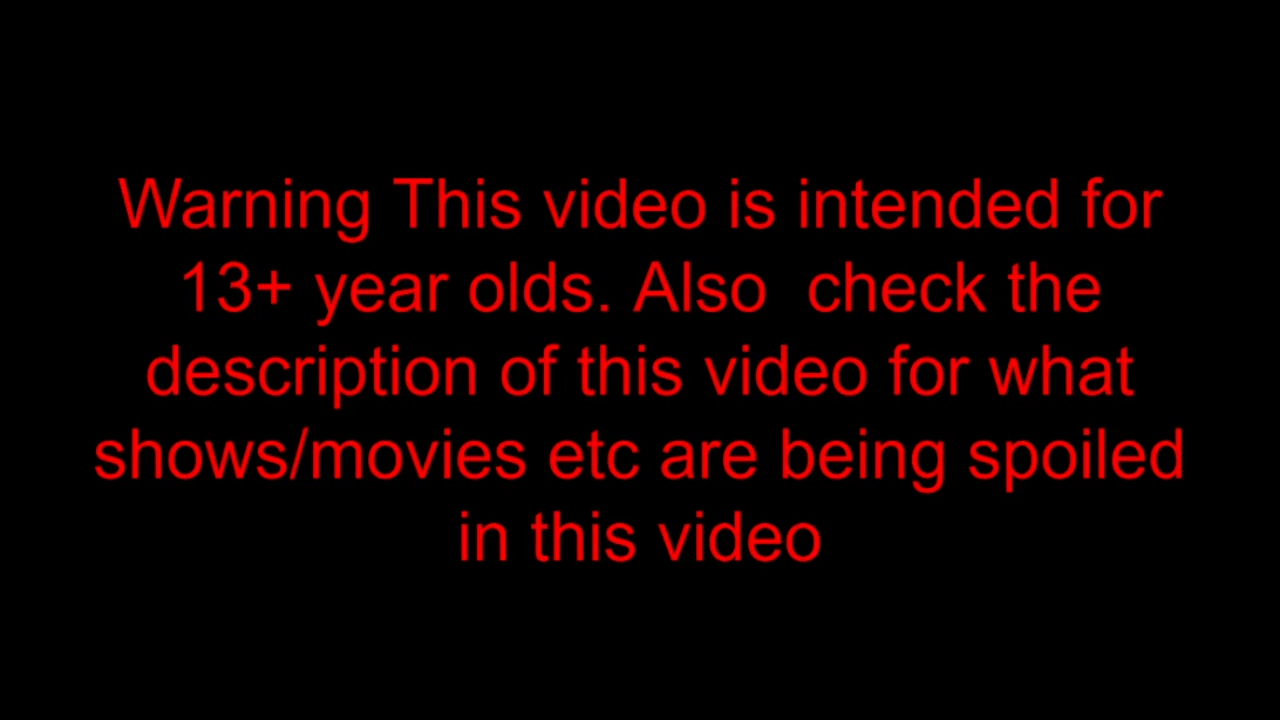 Warning This video is intended for
13+ year olds. Also  check the
description of this video for what
shows/movies etc are being spoiled
in this video